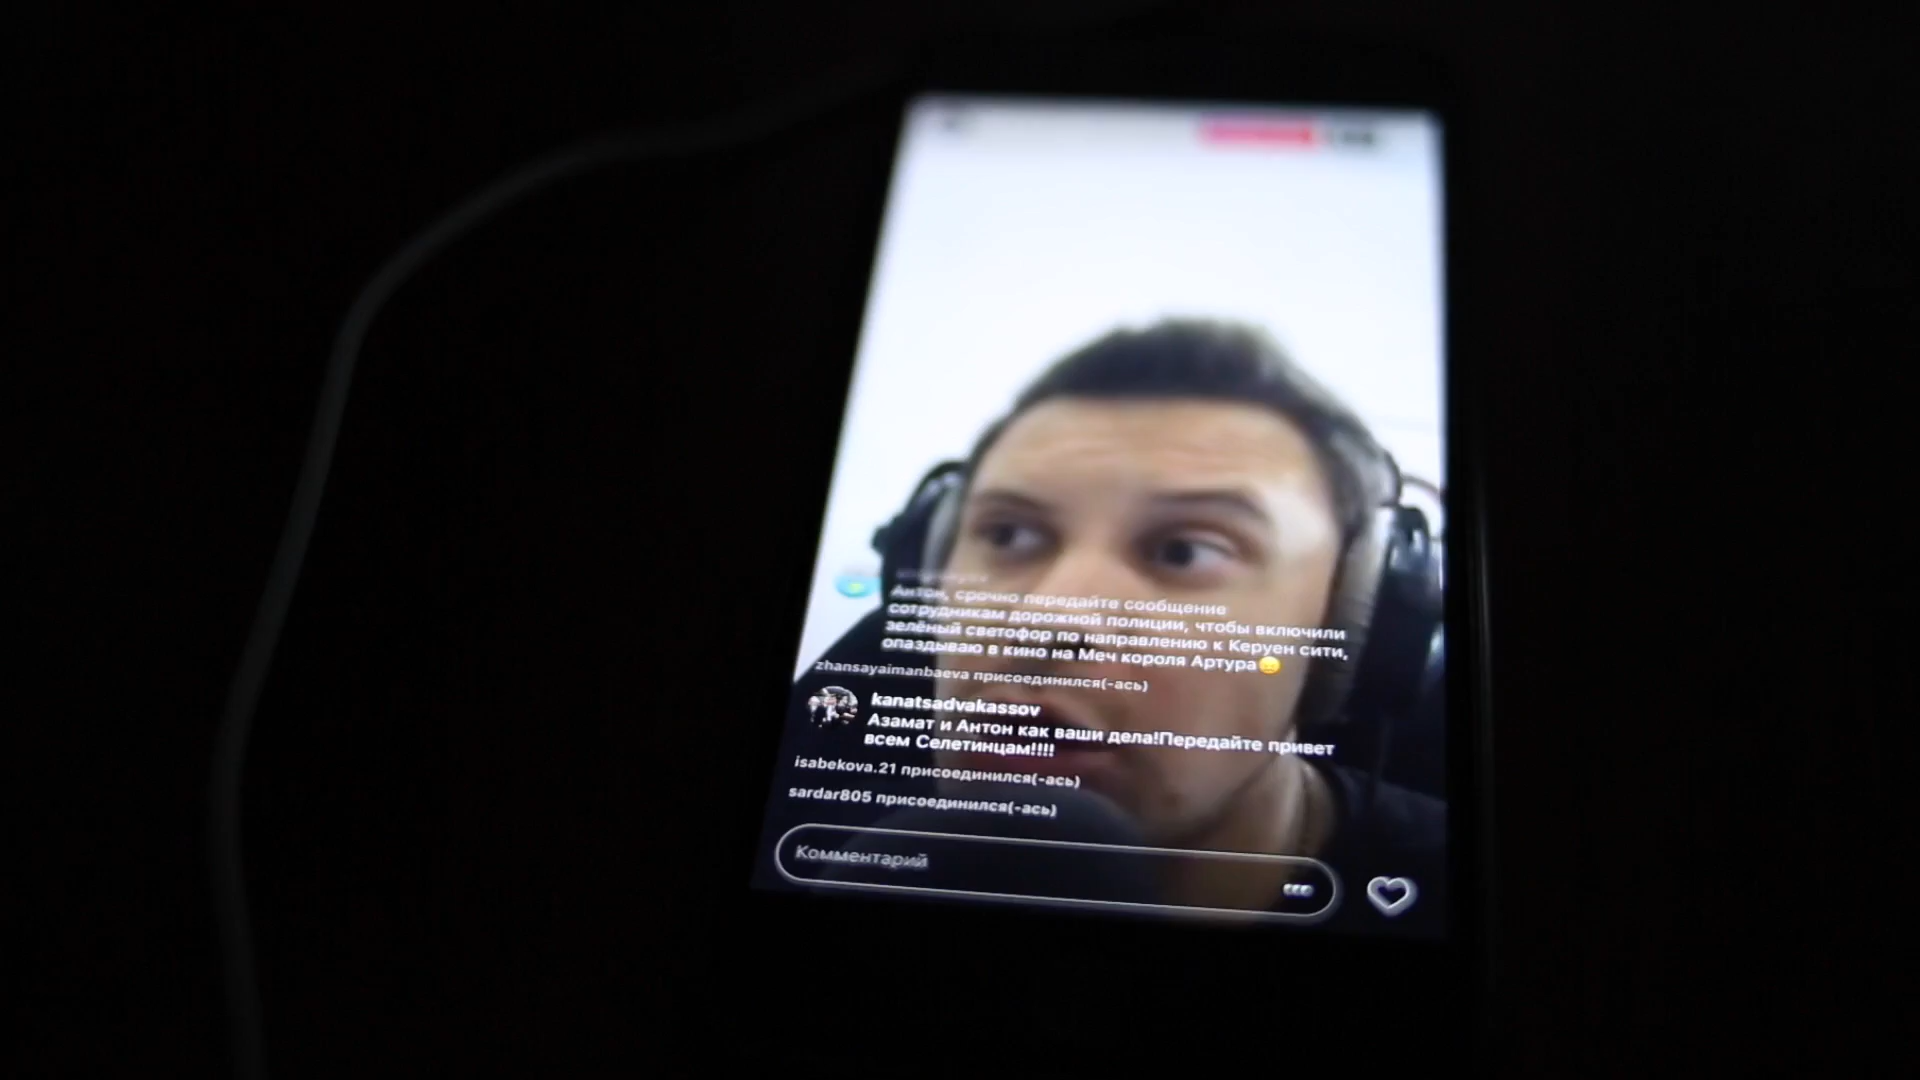 Антон, срочно передайте сообщение
сотрудникам дорожной полиции, чтобы включили
зелёный светофор по направлению к Керуен сити,
опаздываю в кино на Меч короля Артура😑
zhansayaimanbaeva присоединился(-ась)
kanatsadvakassov
Азамат и Антон как ваши дела!Передайте привет
всем Селетинцам!!!!
isabekova.21 присоединился(-ась)
sardar805 присоединился(-ась)
Комментарий